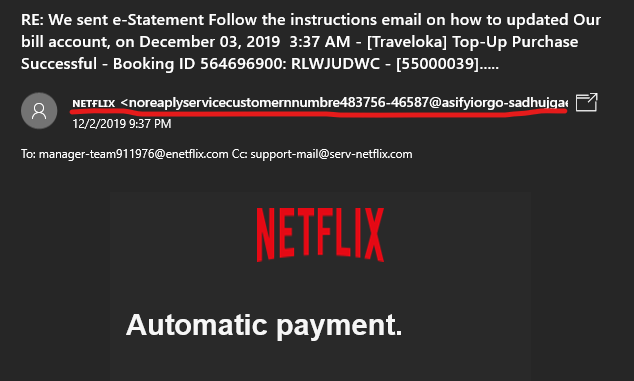 RE: We sent e-Statement Follow the instructions email on how to updated Our
bill account, on December 03, 2019 3:37 AM - [Traveloka] Top-Up Purchase
Successful - Booking ID 564696900: RLWJUDWC - [55000039].....
NETFLIX <noreaplyservicecustomernnumbre483756-46587@asifyiorgo-sadhujgae
12/2/2019 9:37 PM
To: manager-team911976@enetflix.com Cc: support-mail@serv-netflix.com
NETFLIX
Automatic payment.